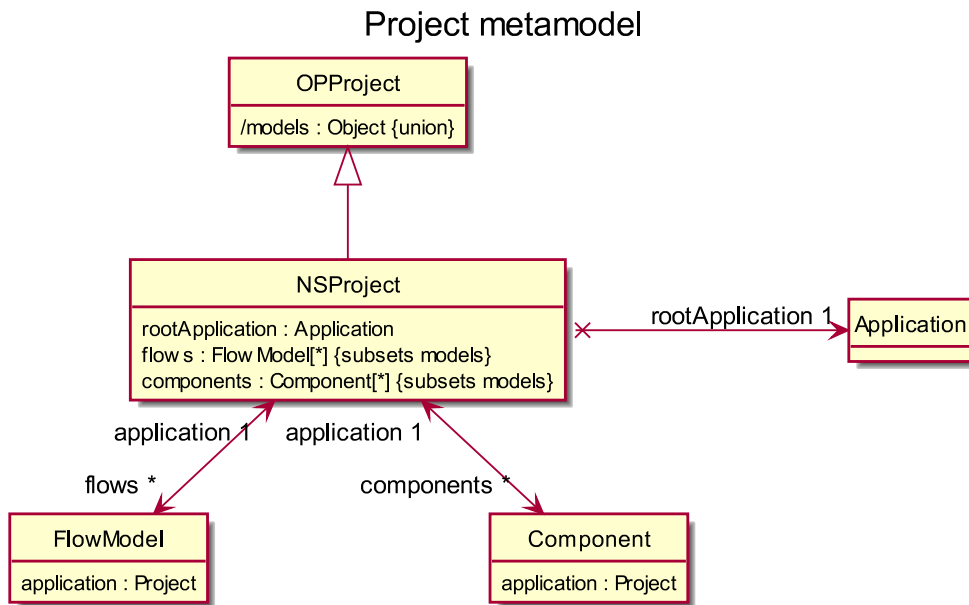 Project metamodel
OPProject
/models : Object {union}
NSProject
rootApplication : Application
flows : FlowModel[*] {subsets models}
components : Component[*] {subsets models}
rootApplication 1
Application
application 1
application 1
flows *
components *
FlowModel
application : Project
Component
application : Project